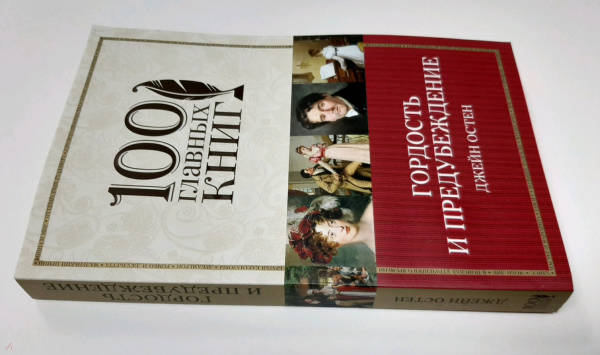 100
ГЛАВНЫХ
КНИГ
ГОРДОСТЬ
И ПРЕДУБЕЖДЕНИЕ
ДЖЕЙН ОСТЕН
ГОРДОСТЬ
И ПРЕДУБЕЖДЕНИЕ
ДЖЕЙН ОСТЕН